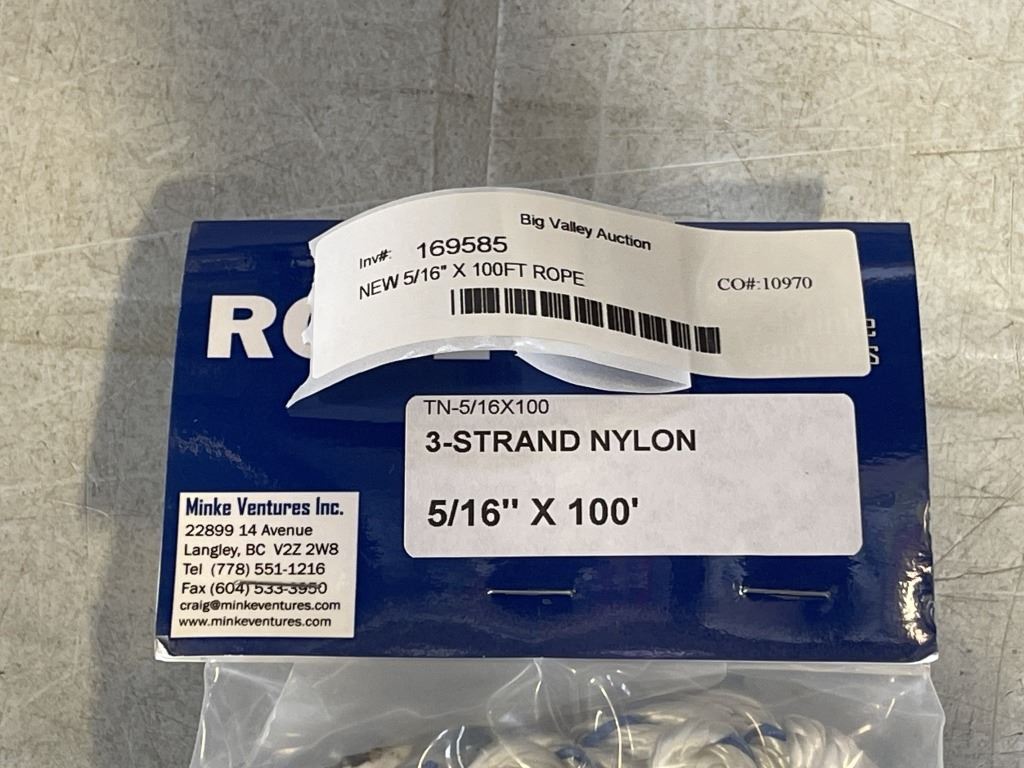 Big Valley Auction
Inv#: 169585
NEW 5/16" X 100FT ROPE
CO#:10970
TN-5/16X100
3-STRAND NYLON
5/16" X 100'
Minke Ventures Inc.
22899 14 Avenue
Langley, BC V2Z 2W8
Tel (778) 551-1216
Fax (604) 533-3950
craig@minkeventures.com
www.minkeventures.com